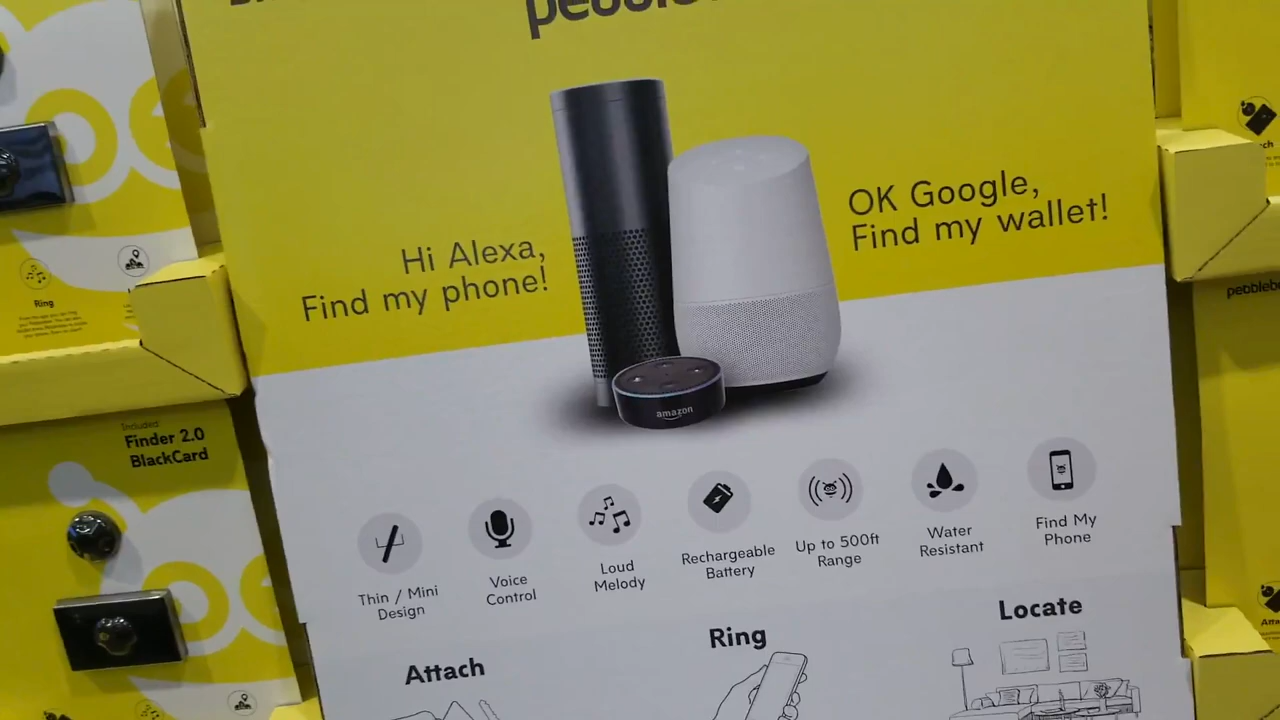 Hi Alexa,
Find my phone!
OK Google,
Find my wallet!
amazon
Ring
Included
Finder 2.0
BlackCard
Thin / Mini
Design
Voice
Control
Loud
Melody
Rechargeable
Battery
Up to 500ft
Range
Water
Resistant
Find My
Phone
Attach
Ring
Locate